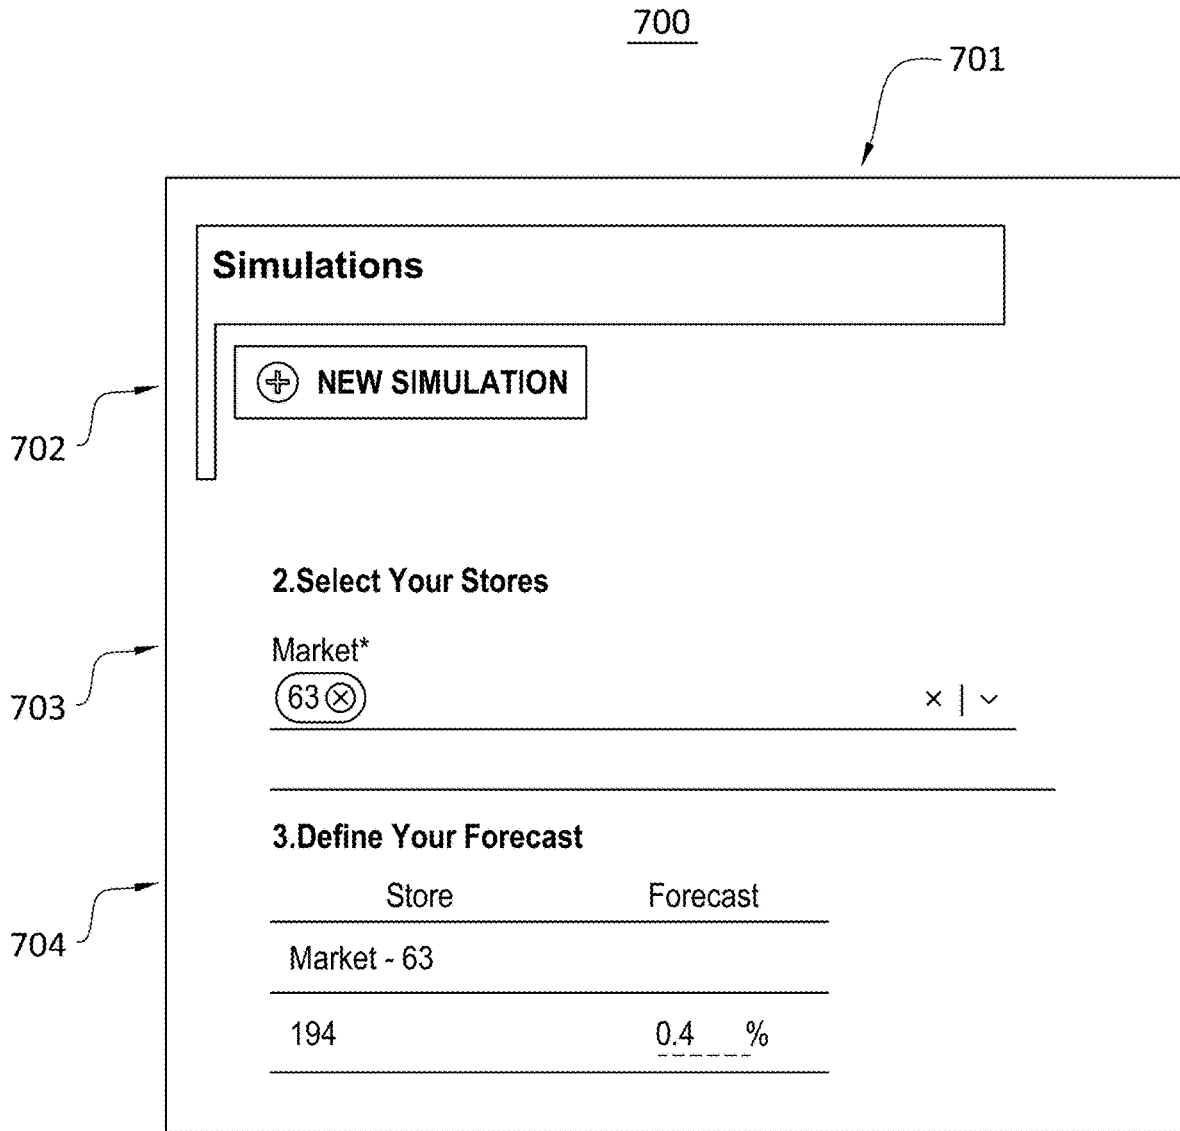 700
701
Simulations
NEW SIMULATION
702
2.Select Your Stores
Market*
63
703
3.Define Your Forecast
Store Forecast
704
Market - 63
194 0.4 %